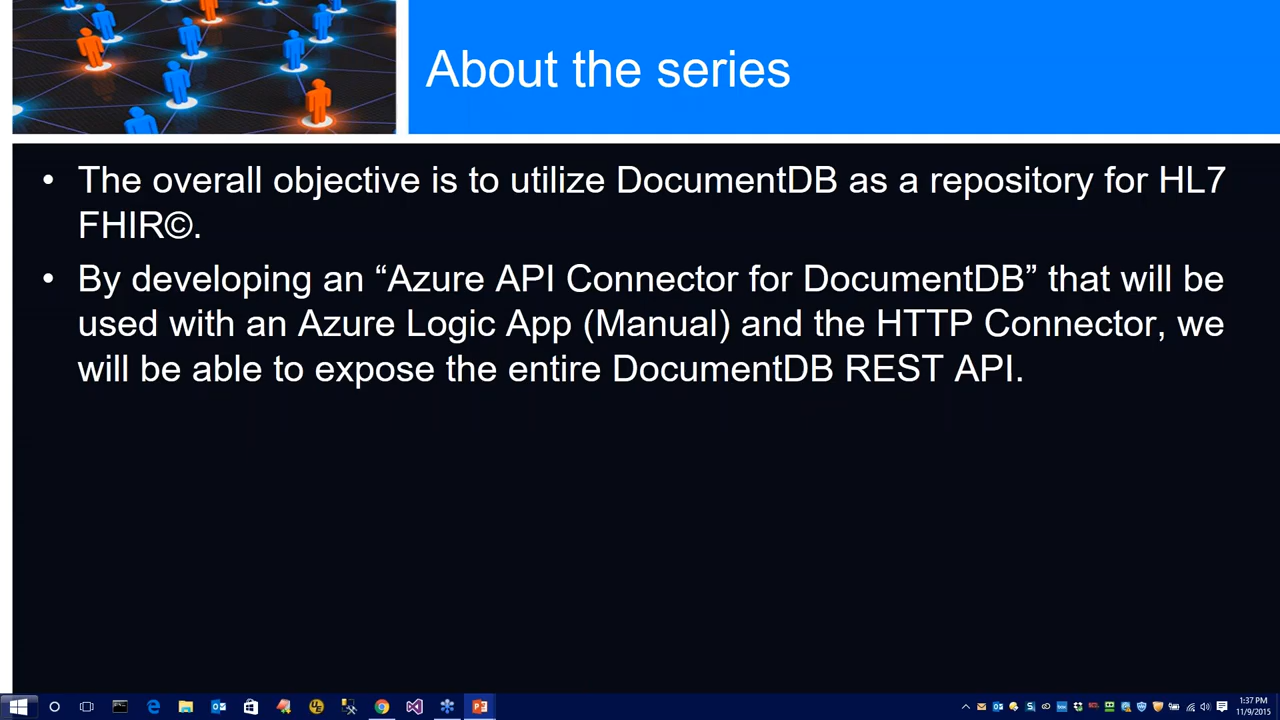 About the series
• The overall objective is to utilize DocumentDB as a repository for HL7
FHIR©.
• By developing an “Azure API Connector for DocumentDB” that will be
used with an Azure Logic App (Manual) and the HTTP Connector, we
will be able to expose the entire DocumentDB REST API.
1:37 PM
11/9/2015